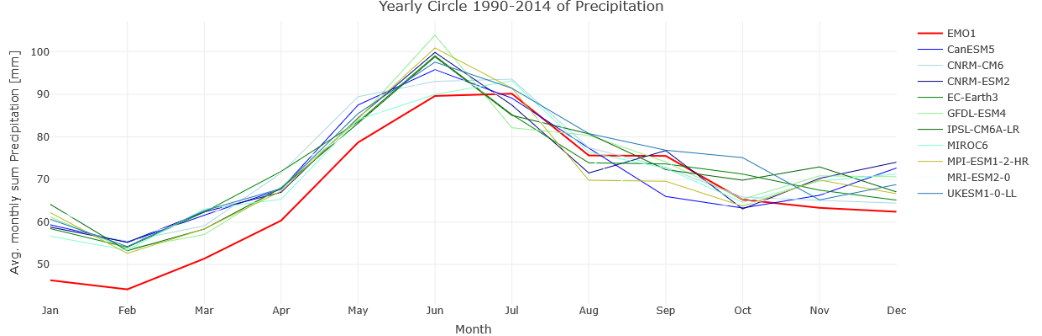 Yearly Circle 1990-2014 of Precipitation
Avg. monthly sum Precipitation [mm]
100
90
80
70
60
50
Jan Feb Mar Apr May Jun Jul Aug Sep Oct Nov Dec
Month
EMO1
CanESM5
CNRM-CM6
CNRM-ESM2
EC-Earth3
GFDL-ESM4
IPSL-CM6A-LR
MIROC6
MPI-ESM1-2-HR
MRI-ESM2-0
UKESM1-0-LL